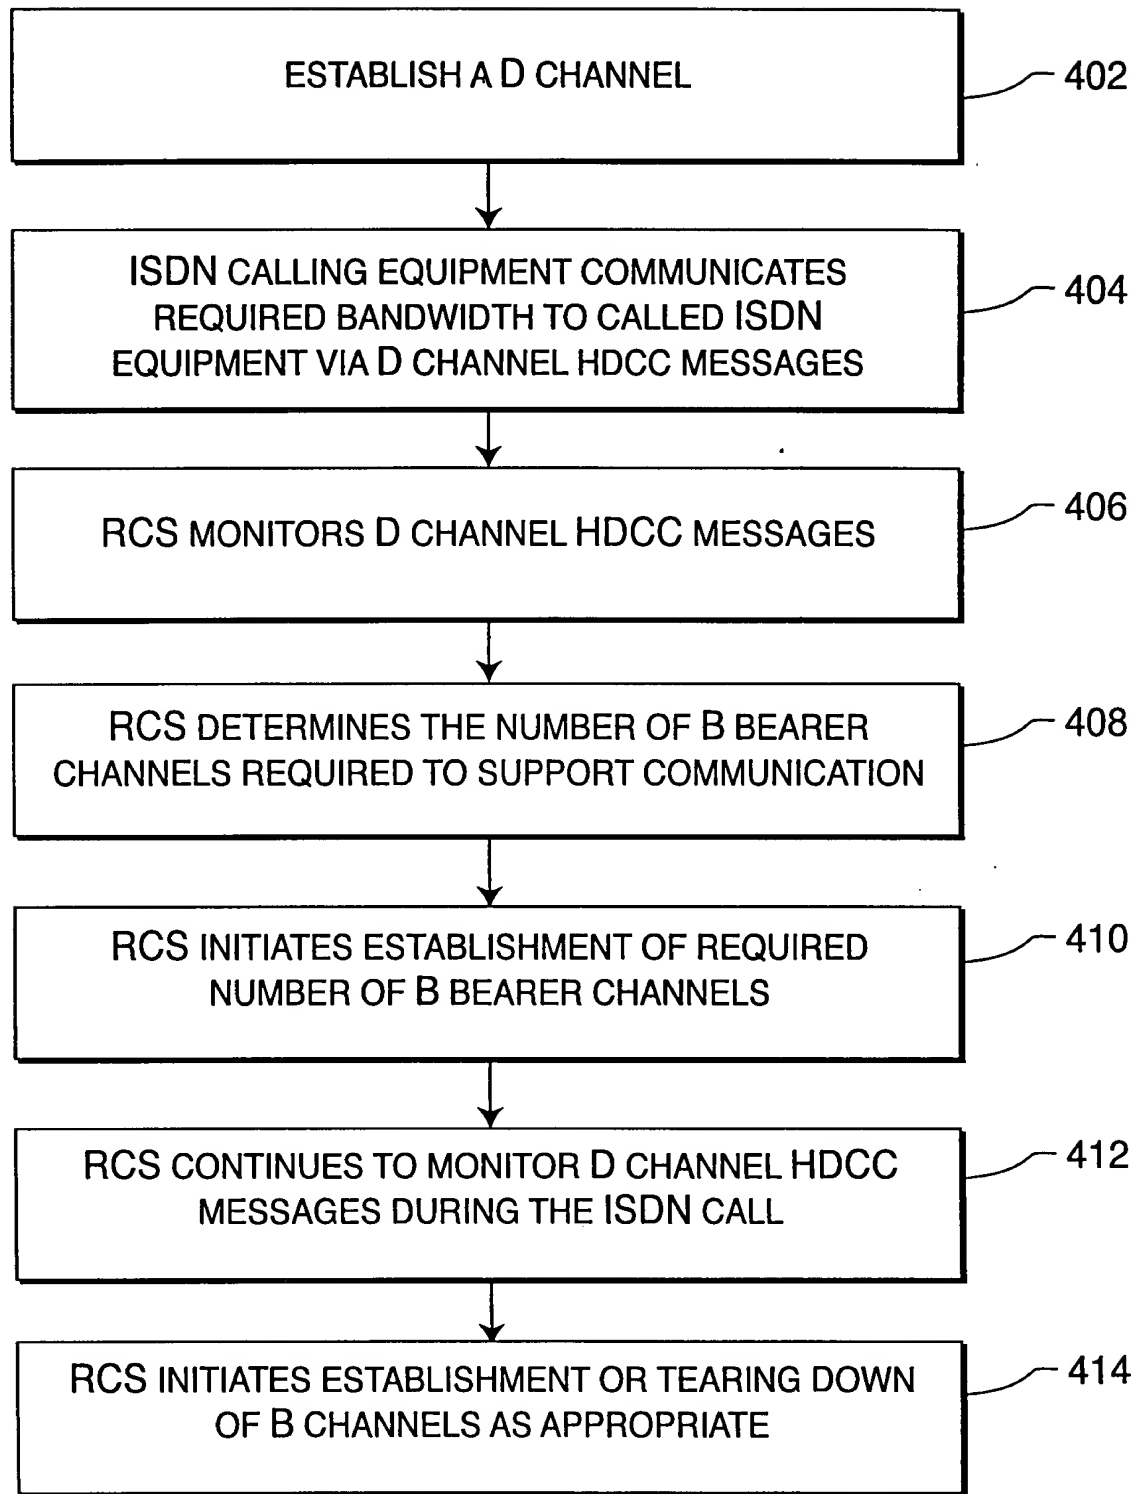 ESTABLISH A D CHANNEL
402
ISDN CALLING EQUIPMENT COMMUNICATES
REQUIRED BANDWIDTH TO CALLED ISDN
EQUIPMENT VIA D CHANNEL HDCC MESSAGES
404
RCS MONITORS D CHANNEL HDCC MESSAGES
406
RCS DETERMINES THE NUMBER OF B BEARER
CHANNELS REQUIRED TO SUPPORT COMMUNICATION
408
RCS INITIATES ESTABLISHMENT OF REQUIRED
NUMBER OF B BEARER CHANNELS
410
RCS CONTINUES TO MONITOR D CHANNEL HDCC
MESSAGES DURING THE ISDN CALL
412
RCS INITIATES ESTABLISHMENT OR TEARING DOWN
OF B CHANNELS AS APPROPRIATE
414